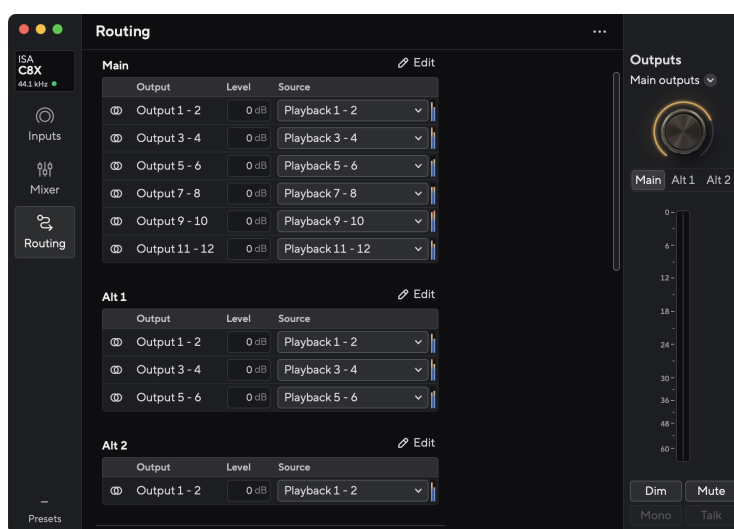 Routing
ISA
C8X
44.1 kHz
Inputs
Mixer
Routing
Presets
Main
Edit
Output Level Source
Output 1 - 2 0 dB Playback 1 - 2
Output 3 - 4 0 dB Playback 3 - 4
Output 5 - 6 0 dB Playback 5 - 6
Output 7 - 8 0 dB Playback 7 - 8
Output 9 - 10 0 dB Playback 9 - 10
Output 11 - 12 0 dB Playback 11 - 12
Alt 1
Edit
Output Level Source
Output 1 - 2 0 dB Playback 1 - 2
Output 3 - 4 0 dB Playback 3 - 4
Output 5 - 6 0 dB Playback 5 - 6
Alt 2
Edit
Output Level Source
Output 1 - 2 0 dB Playback 1 - 2
Outputs
Main outputs
Main Alt 1 Alt 2
0
6
12
18
24
30
36
48
60
Dim Mute
Mono Talk